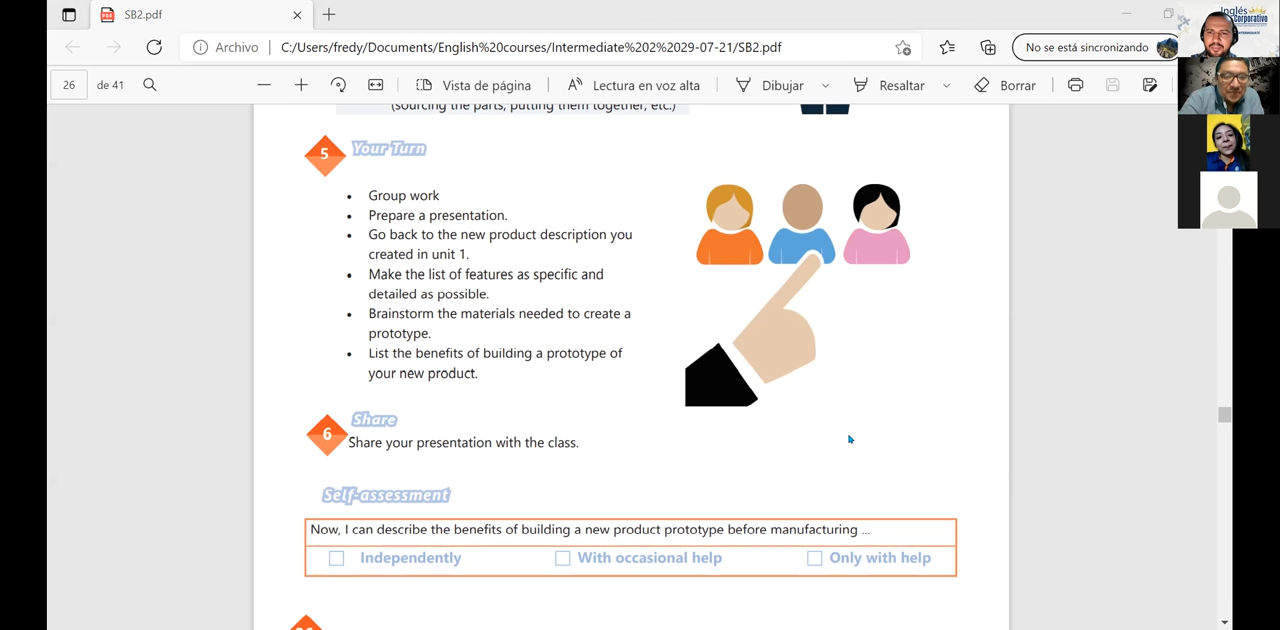 SB2.pdf
Archivo
C:/Users/fredy/Documents/English%20courses/Intermediate%202%2029-07-21/SB2.pdf
No se está sincronizando
26
de 41
Vista de página
Lectura en voz alta
Dibujar
Resaltar
Borrar
(sourcing the parts, putting them together, etc.)
5
Your Turn
• Group work
• Prepare a presentation.
• Go back to the new product description you
created in unit 1.
• Make the list of features as specific and
detailed as possible.
• Brainstorm the materials needed to create a
prototype.
• List the benefits of building a prototype of
your new product.
6
Share
Share your presentation with the class.
Self-assessment
Now, I can describe the benefits of building a new product prototype before manufacturing ...
Independently
With occasional help
Only with help
Inglés
Corporativo